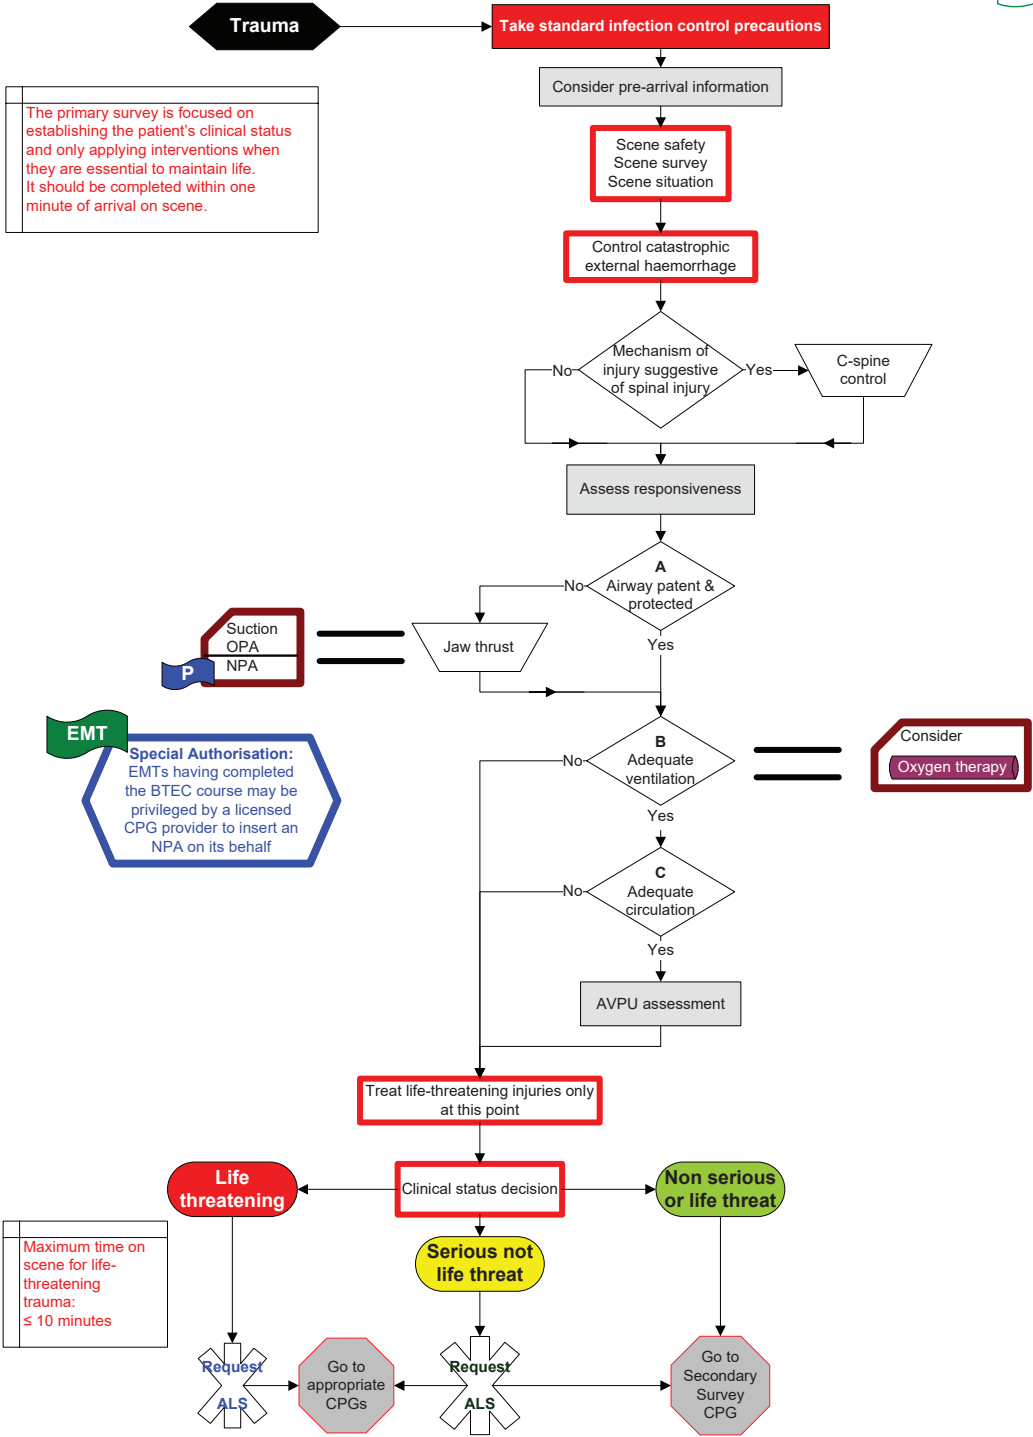 Trauma
Take standard infection control precautions
Consider pre-arrival information
The primary survey is focused on
establishing the patient's clinical status
and only applying interventions when
they are essential to maintain life.
It should be completed within one
minute of arrival on scene.
Scene safety
Scene survey
Scene situation
Control catastrophic
external haemorrhage
Mechanism of
injury suggestive
of spinal injury
No
Yes
C-spine
control
Assess responsiveness
A
Airway patent &
protected
No
Yes
Jaw thrust
Suction
OPA
NPA
P
EMT
Special Authorisation:
EMTs having completed
the BTEC course may be
privileged by a licensed
CPG provider to insert an
NPA on its behalf
B
Adequate
ventilation
No
Yes
Consider
Oxygen therapy
C
Adequate
circulation
No
Yes
AVPU assessment
Treat life-threatening injuries only
at this point
Clinical status decision
Life
threatening
Non serious
or life threat
Serious not
life threat
Maximum time on
scene for life-
threatening
trauma:
≤ 10 minutes
Request
ALS
Go to
appropriate
CPGs
Request
ALS
Go to
Secondary
Survey
CPG